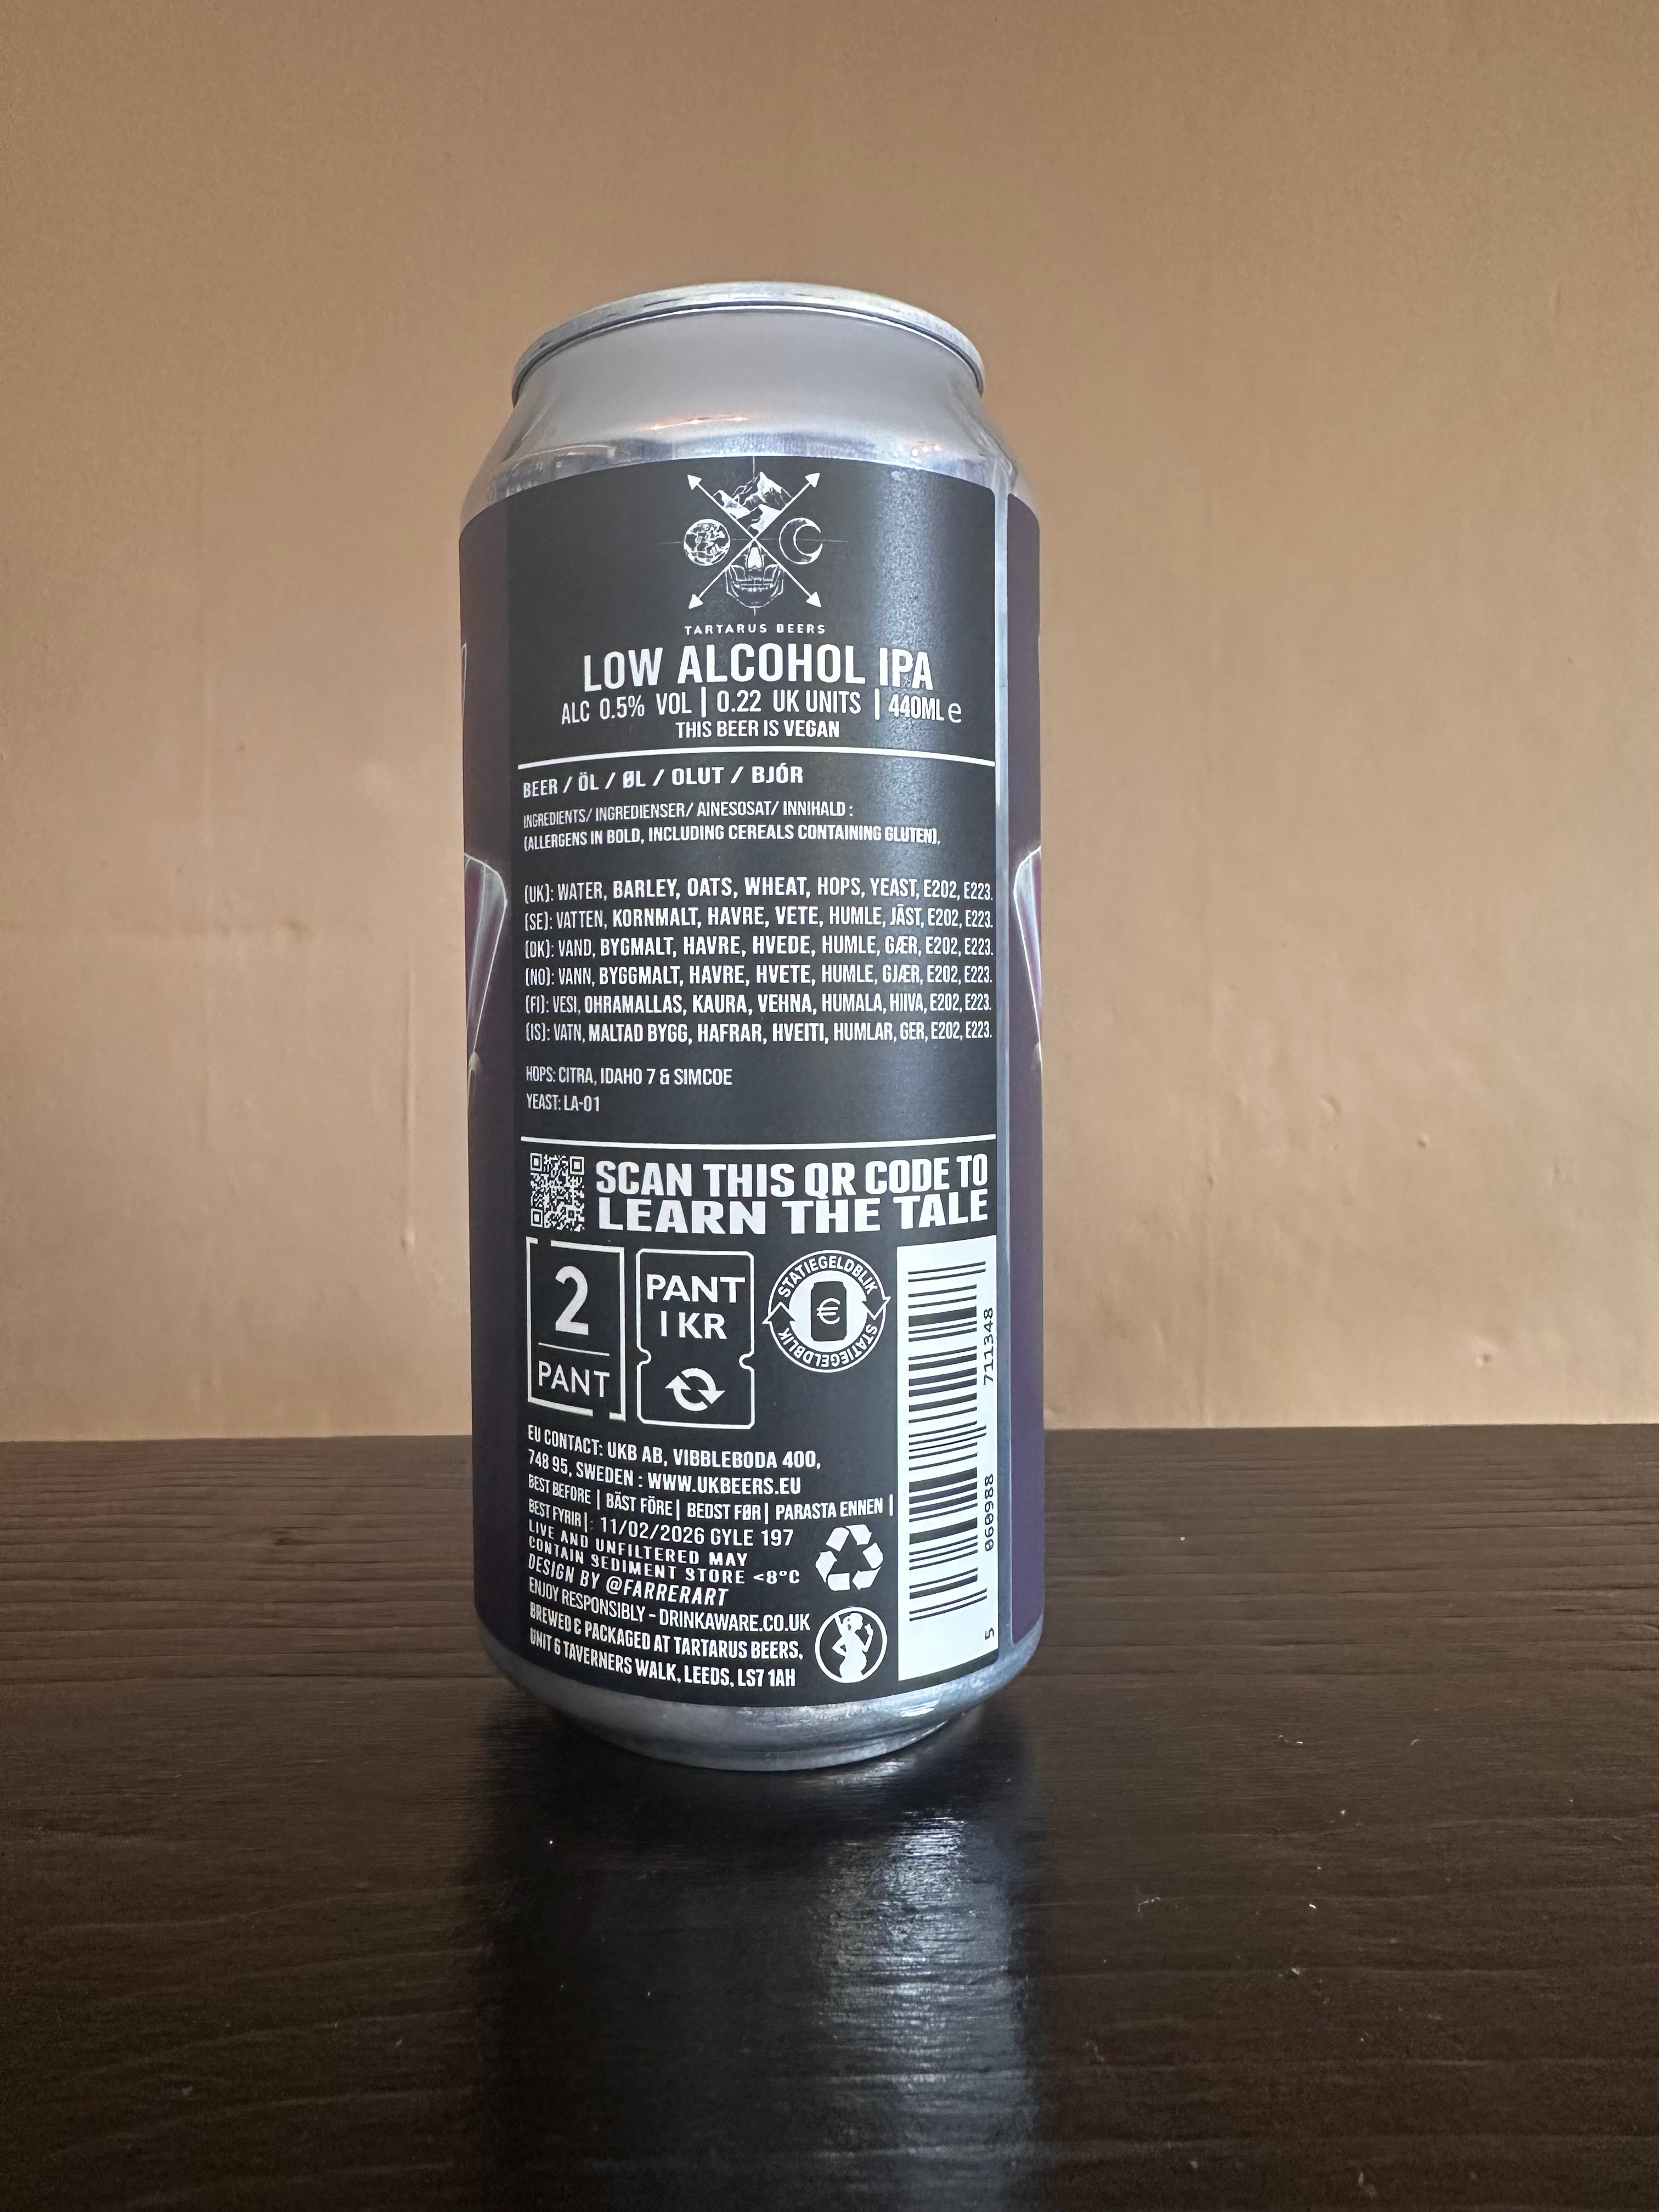 TARTARUS BEERS
LOW ALCOHOL IPA
ALC 0.5% VOL | 0.22 UK UNITS | 440ML e
THIS BEER IS VEGAN
BEER / ÖL / ØL / OLUT / BJÓR
INGREDIENTS/ INGREDIENSER/ AINESOSAT/ INNIHALD :
(ALLERGENS IN BOLD, INCLUDING CEREALS CONTAINING GLUTEN),
(UK): WATER, BARLEY, OATS, WHEAT, HOPS, YEAST, E202, E223.
(SE): VATTEN, KORNMALT, HAVRE, VETE, HUMLE, JÄST, E202, E223.
(DK): VAND, BYGMALT, HAVRE, HVEDE, HUMLE, GÆR, E202, E223.
(NO): VANN, BYGGMALT, HAVRE, HVETE, HUMLE, GJÆR, E202, E223.
(FI): VESI, OHRAMALLAS, KAURA, VEHNA, HUMALA, HIIVA, E202, E223.
(IS): VATN, MALTAD BYGG, HAFRAR, HVEITI, HUMLAR, GER, E202, E223.
HOPS: CITRA, IDAHO 7 & SIMCOE
YEAST: LA-01
SCAN THIS QR CODE TO
LEARN THE TALE
2
PANT
PANT
1 KR
STATIEGELDBLIK
€
STATIEGELDBLIK
5 060988 711348
EU CONTACT: UKB AB, VIBBLEBODA 400,
748 95, SWEDEN : WWW.UKBEERS.EU
BEST BEFORE | BÄST FÖRE | BEDST FØR | PARASTA ENNEN |
BEST FYRIR |: 11/02/2026 GYLE 197
LIVE AND UNFILTERED MAY
CONTAIN SEDIMENT STORE <8°C
DESIGN BY @FARRERART
ENJOY RESPONSIBLY - DRINKAWARE.CO.UK
BREWED & PACKAGED AT TARTARUS BEERS,
UNIT 6 TAVERNERS WALK, LEEDS, LS7 1AH